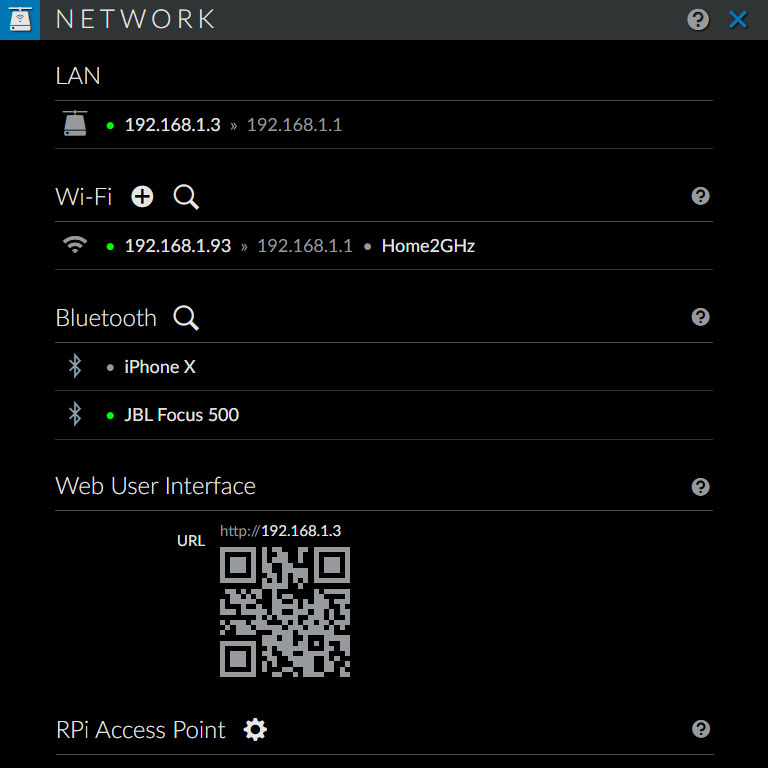 NETWORK
LAN
192.168.1.3 » 192.168.1.1
Wi-Fi
192.168.1.93 » 192.168.1.1 • Home2GHz
Bluetooth
• iPhone X
• JBL Focus 500
Web User Interface
URL http://192.168.1.3
RPi Access Point